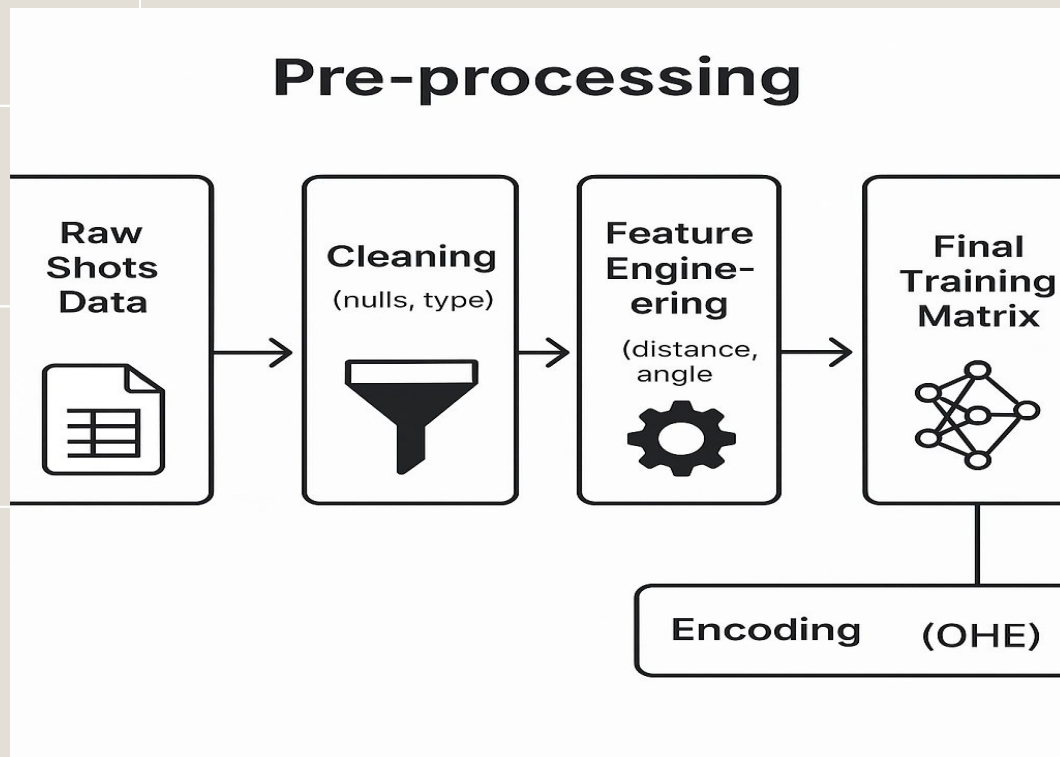 Pre-processing
Raw
Shots
Data
Cleaning
(nulls, type)
Feature
Engine-
ering
(distance,
angle
Final
Training
Matrix
Encoding (OHE)